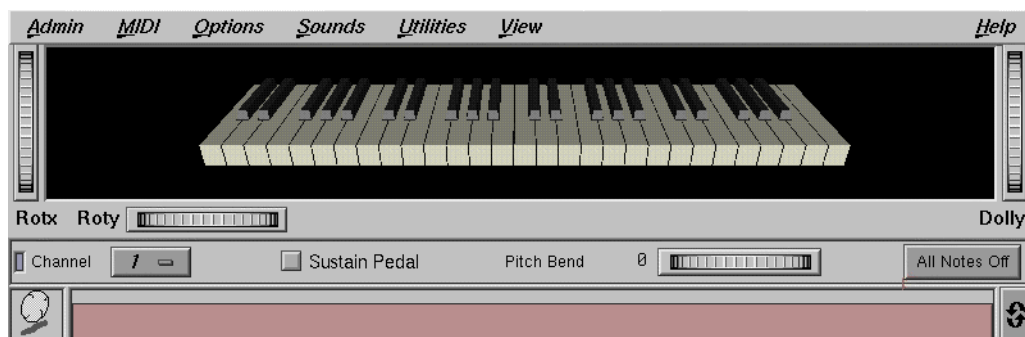 Admin MIDI Options Sounds Utilities View Help
Rotx Roty Dolly
Channel 1 Sustain Pedal Pitch Bend 0 All Notes Off